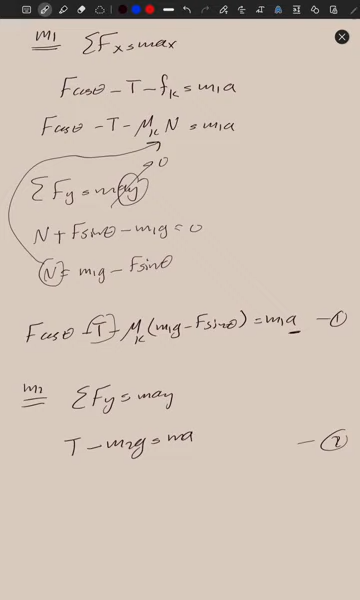 m₁ ΣFx = max
Fcosθ - T - fk = m₁a
Fcosθ - T - μk N = m₁a
ΣFy = may → 0
N + Fsinθ - m₁g = 0
N = m₁g - Fsinθ
Fcosθ - T - μk (m₁g - Fsinθ) = m₁a — ①
m₂ ΣFy = may
T - m₂g = ma — ②